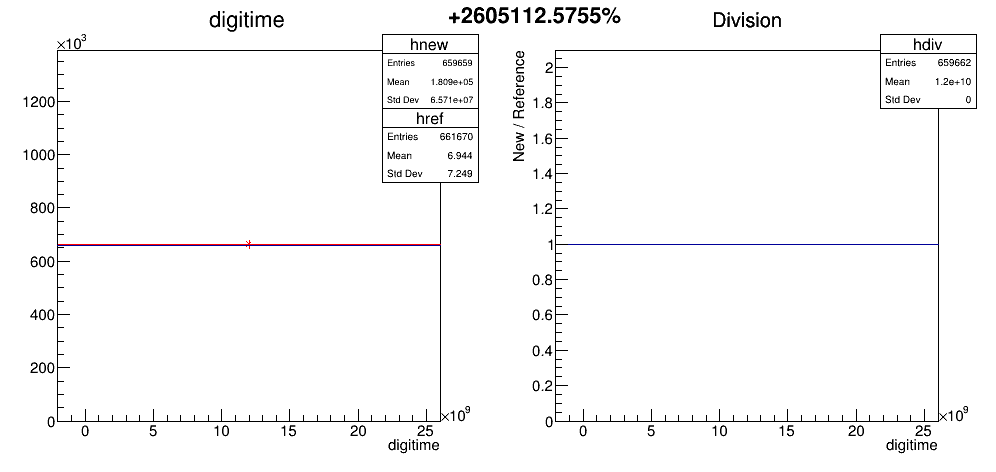 digitime
+2605112.5755%
Division
×10³
hnew
Entries 659659
Mean 1.809e+05
Std Dev 6.571e+07
href
Entries 661670
Mean 6.944
Std Dev 7.249
1200
1000
800
600
400
200
0
0 5 10 15 20 25
×10⁹
digitime
hdiv
Entries 659662
Mean 1.2e+10
Std Dev 0
New / Reference
2
1.8
1.6
1.4
1.2
1
0.8
0.6
0.4
0.2
0
0 5 10 15 20 25
×10⁹
digitime